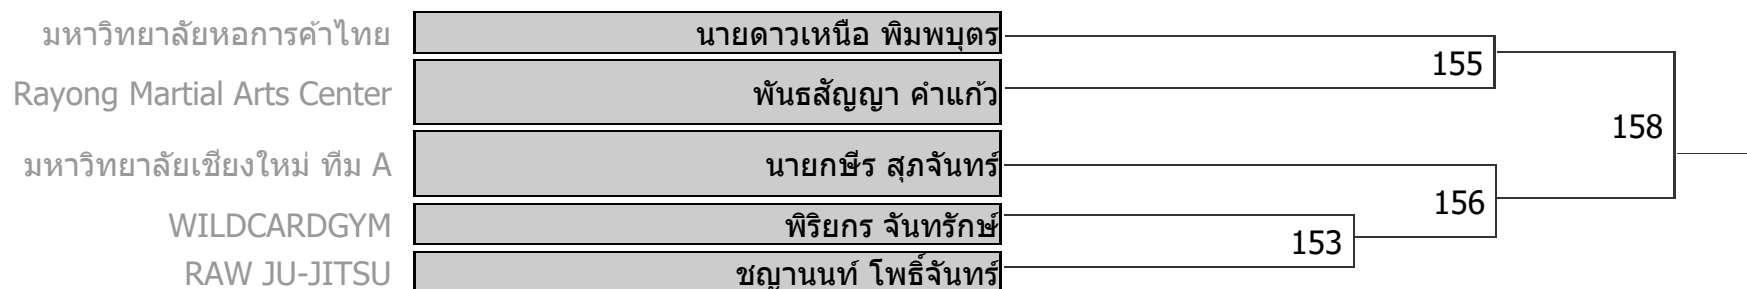 มหาวิทยาลัยหอการค้าไทย นายดาวเหนือ พิมพบุตร
155
Rayong Martial Arts Center พันธสัญญา คำแก้ว
158
มหาวิทยาลัยเชียงใหม่ ทีม A นายกษีร สุภจันทร์
156
WILDCARDGYM พิริยกร จันทรักษ์
153
RAW JU-JITSU ชญานนท์ โพธิ์จันทร์